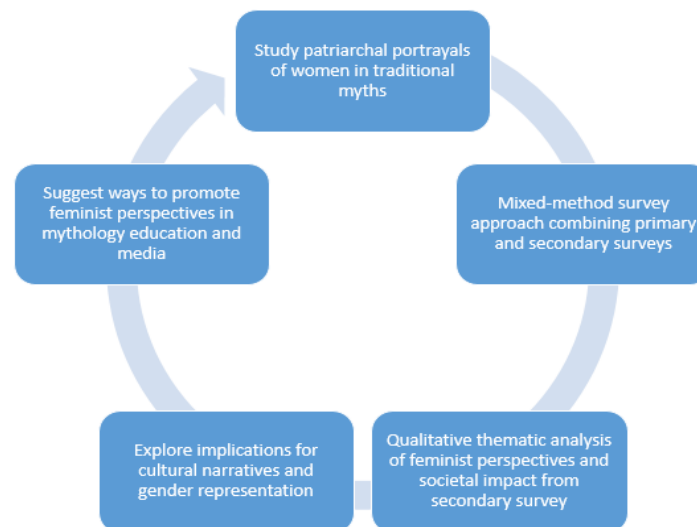 Study patriarchal portrayals
of women in traditional
myths
Mixed-method survey
approach combining primary
and secondary surveys
Qualitative thematic analysis
of feminist perspectives and
societal impact from
secondary survey
Explore implications for
cultural narratives and
gender representation
Suggest ways to promote
feminist perspectives in
mythology education and
media